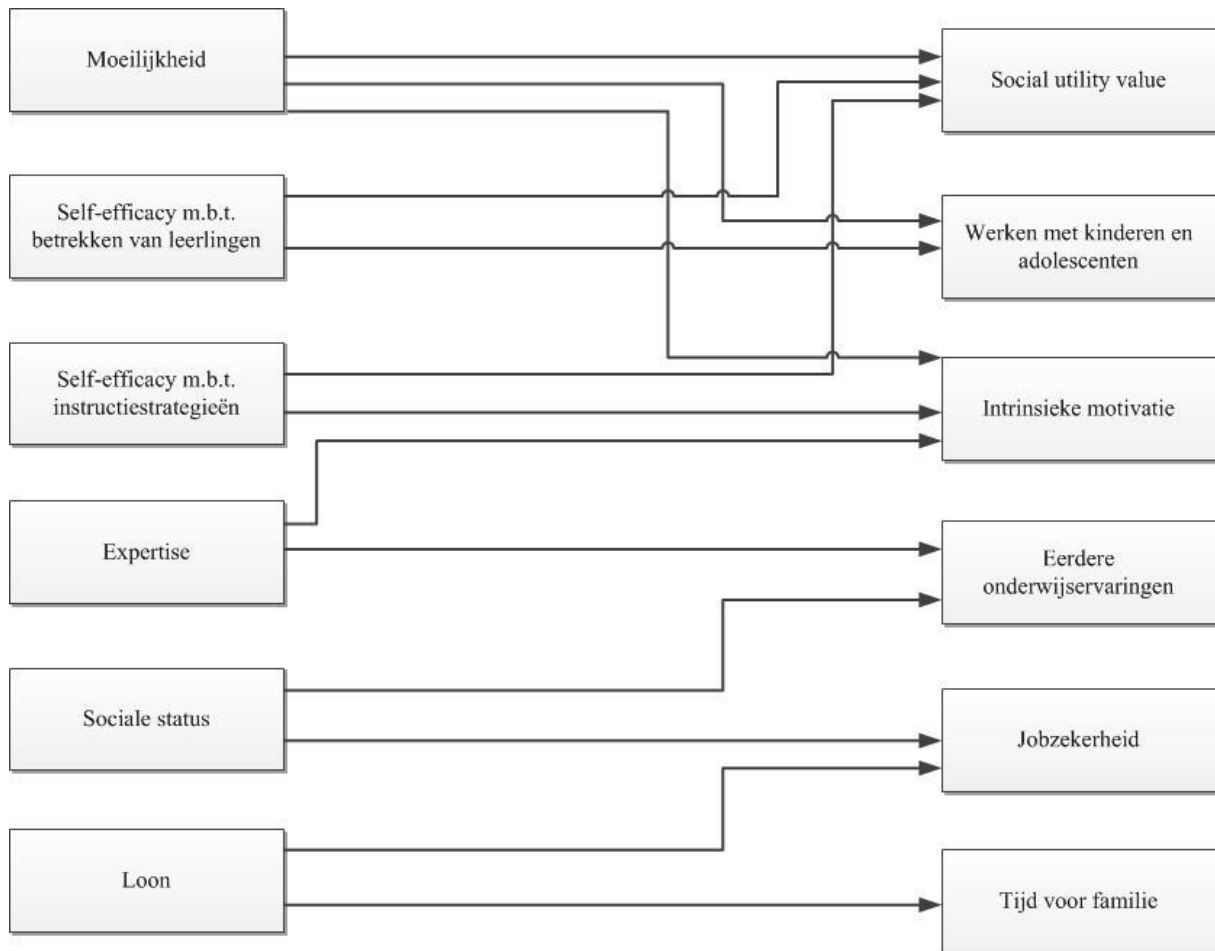 Moeilijkheid
Social utility value
Self-efficacy m.b.t.
betrekken van leerlingen
Werken met kinderen en
adolescenten
Self-efficacy m.b.t.
instructiestrategieën
Intrinsieke motivatie
Expertise
Eerdere
onderwijservaringen
Sociale status
Jobzekerheid
Loon
Tijd voor familie